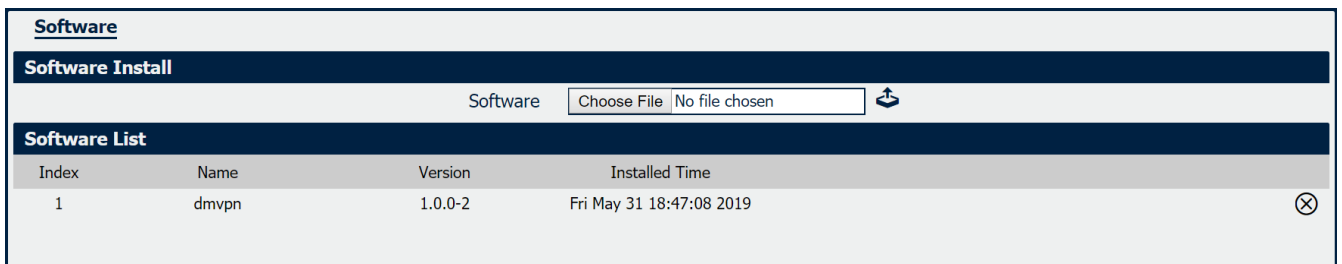 Software
Software Install
Software Choose File No file chosen
Software List
Index Name Version Installed Time
1 dmvpn 1.0.0-2 Fri May 31 18:47:08 2019